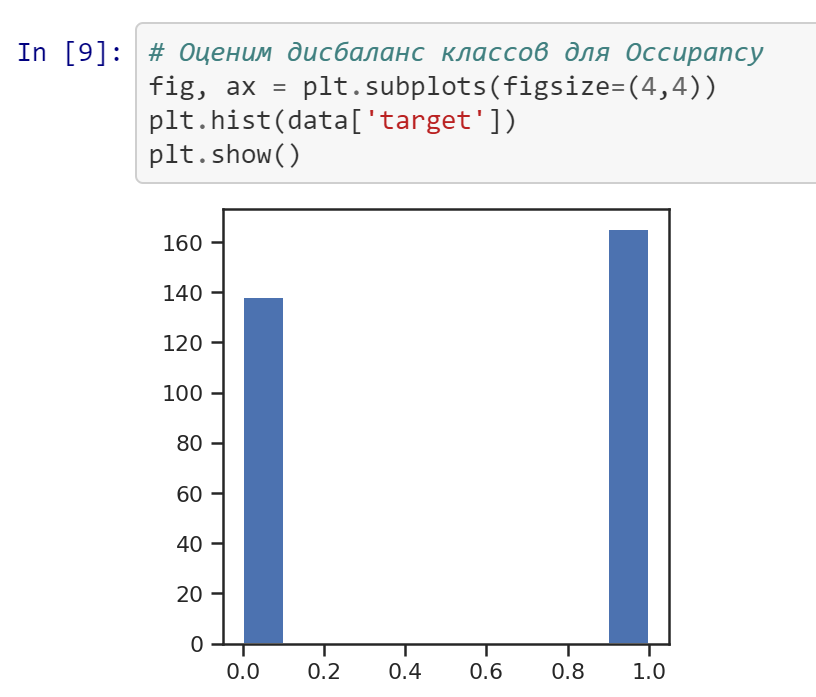 In [9]:
# Оценим дисбаланс классов для Occupancy
fig, ax = plt.subplots(figsize=(4,4))
plt.hist(data['target'])
plt.show()
160
140
120
100
80
60
40
20
0
0.0 0.2 0.4 0.6 0.8 1.0